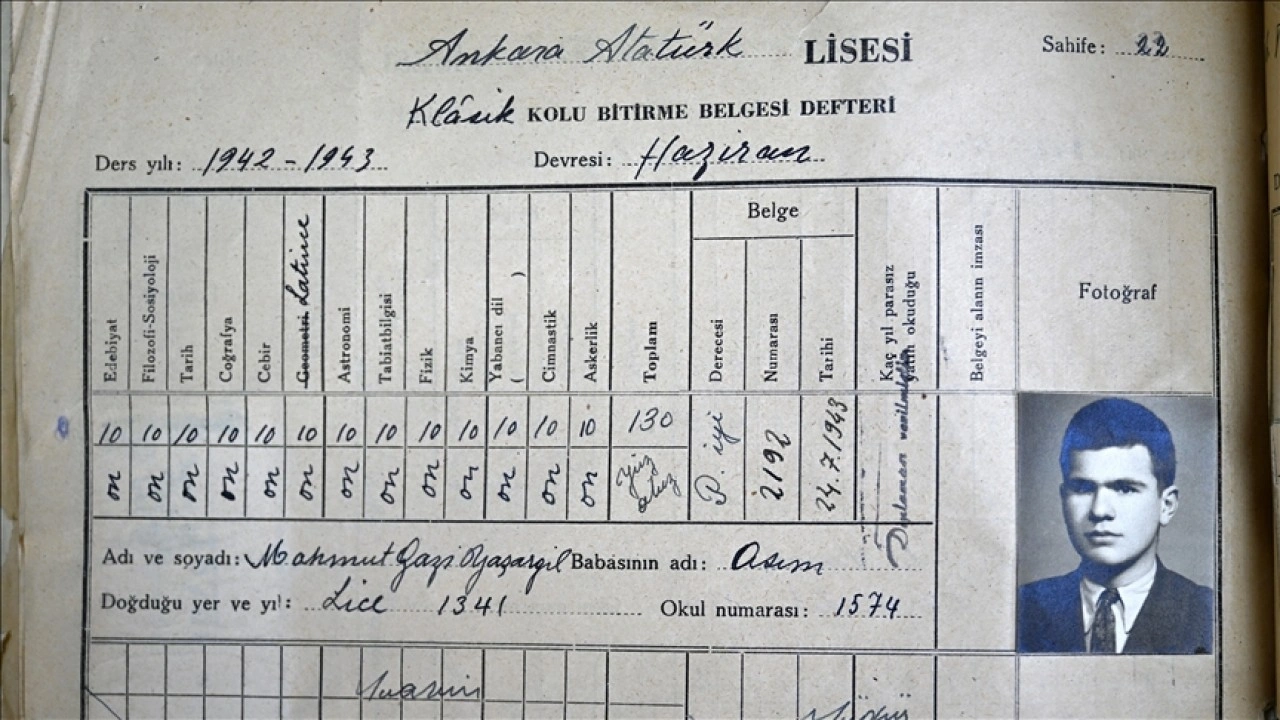 Ankara Atatürk LİSESİ
Sahife: 22
Klâsik KOLU BİTİRME BELGESİ DEFTERİ
Ders yılı: 1942-1943
Devresi: Haziran
Belge
Edebiyat
Filozofi-Sosiyoloji
Tarih
Coğrafya
Cebir
Geometri Latince
Astronomi
Tabiatbilgisi
Fizik
Kimya
Yabancı dil ( )
Cimnastik
Askerlik
Toplam
Derecesi
Numarası
Tarihi
Kaç yıl parasız yatılı okuduğu
Belgeyi alanın imzası
Fotoğraf
10 10 10 10 10 10 10 10 10 10 10 10 10 130
on on on on on on on on on on on on on yüz otuz
P. iyi
2192
24.7.1943
Adı ve soyadı: Mahmut Gazi Yaşargil Babasının adı: Asım
Doğduğu yer ve yıl: Lice 1341 Okul numarası: 1574